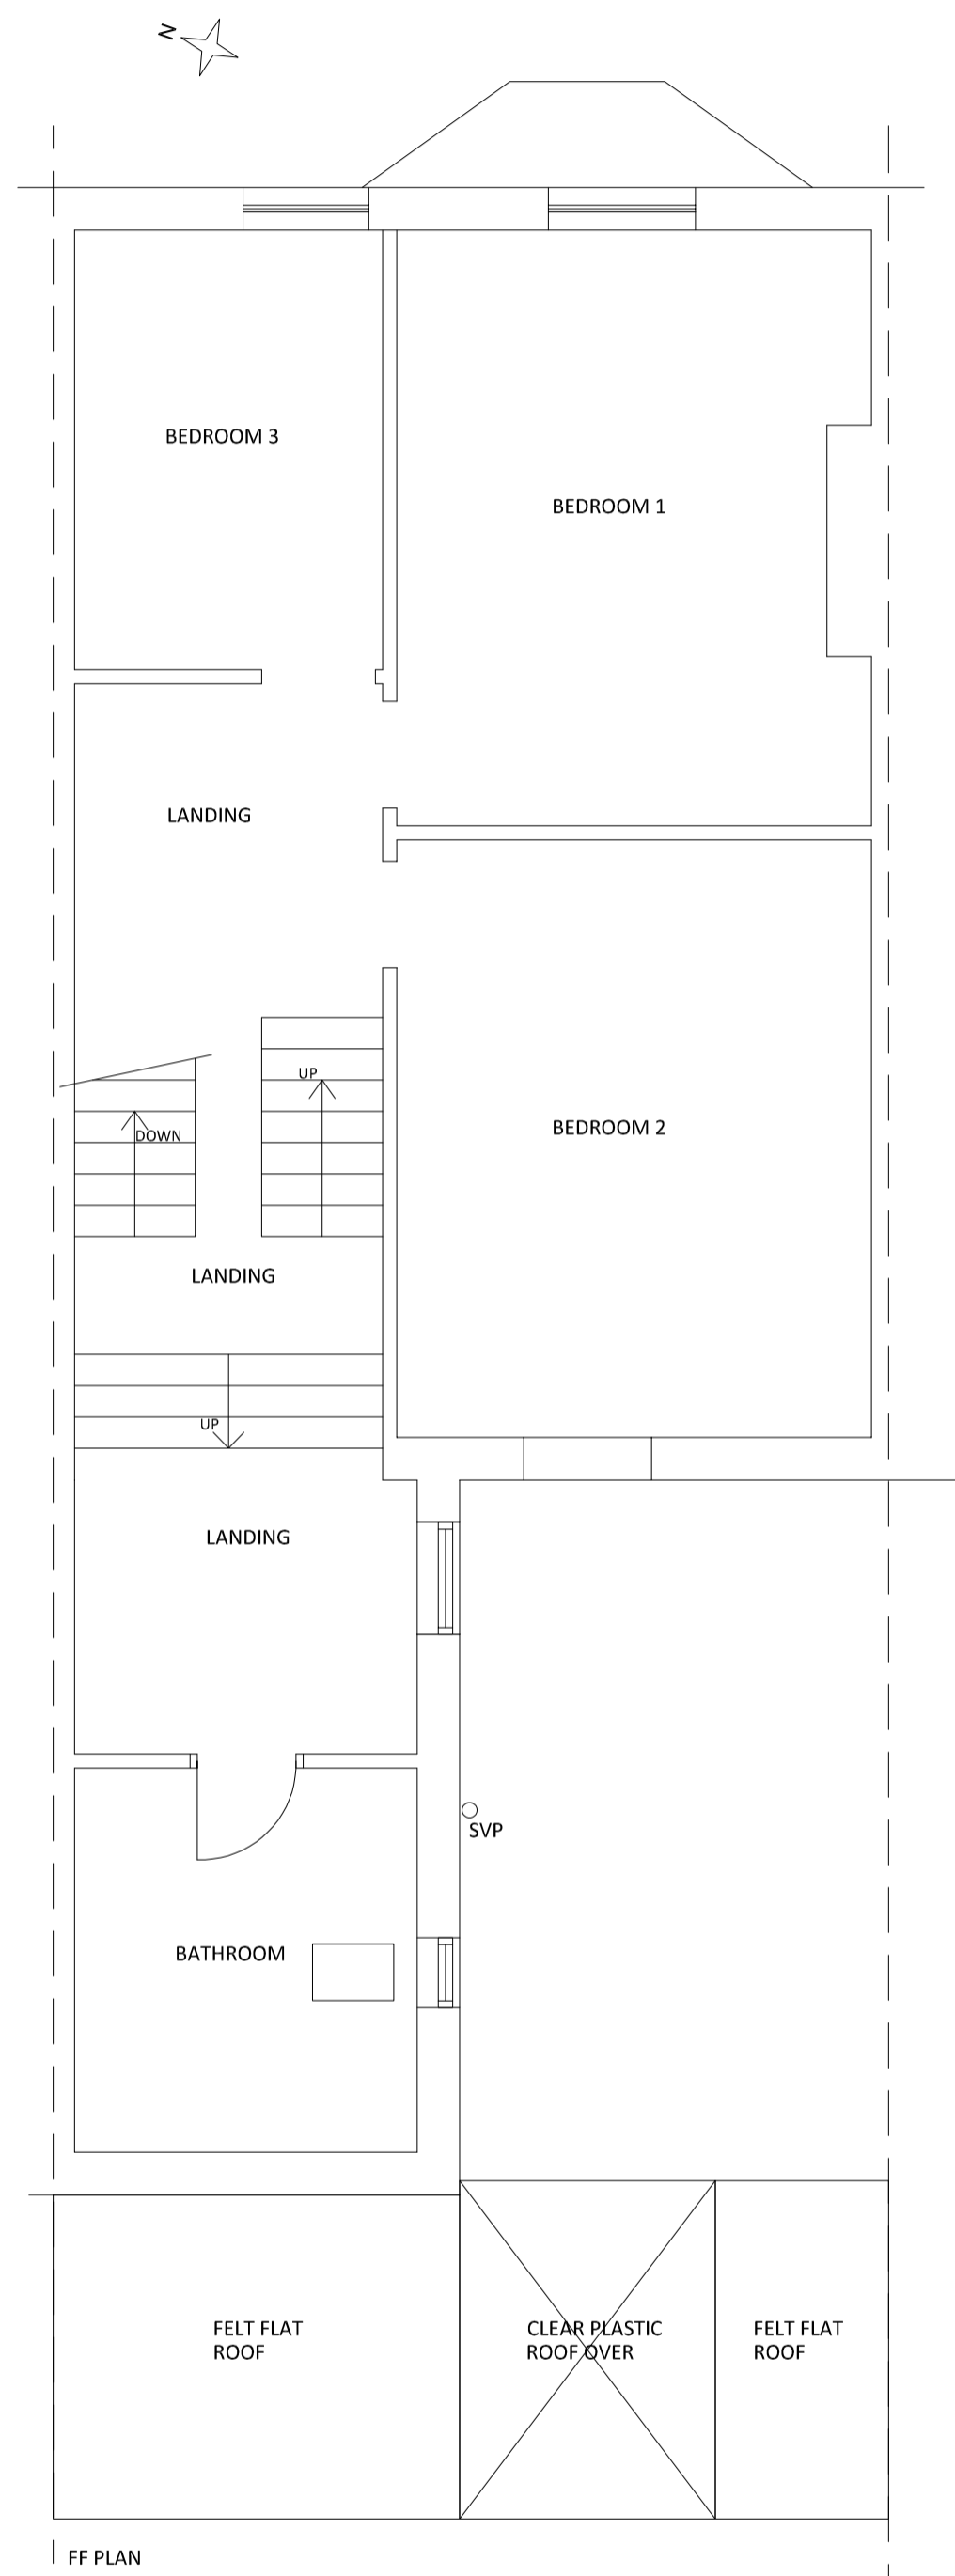 N
BEDROOM 3
BEDROOM 1
LANDING
UP
DOWN
BEDROOM 2
LANDING
UP
LANDING
SVP
BATHROOM
FELT FLAT
ROOF
CLEAR PLASTIC
ROOF OVER
FELT FLAT
ROOF
FF PLAN